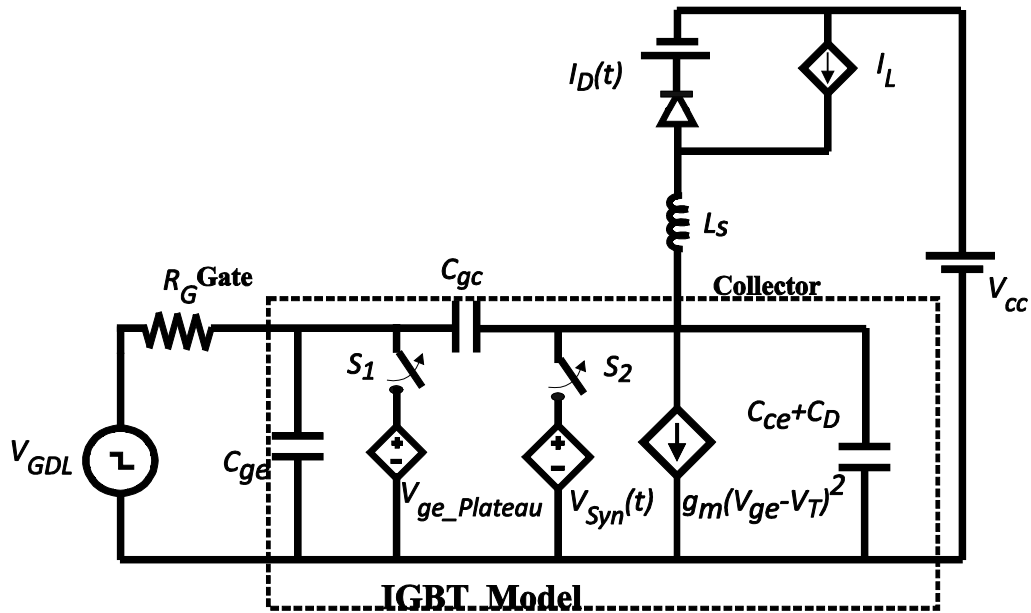 I_D(t)
I_L
L_S
R_G
Gate
C_gc
Collector
V_cc
S_1
S_2
C_ce+C_D
V_GDL
C_ge
+
-
+
-
V_ge_Plateau
V_Syn(t)
g_m(V_ge-V_T)^2
IGBT Model